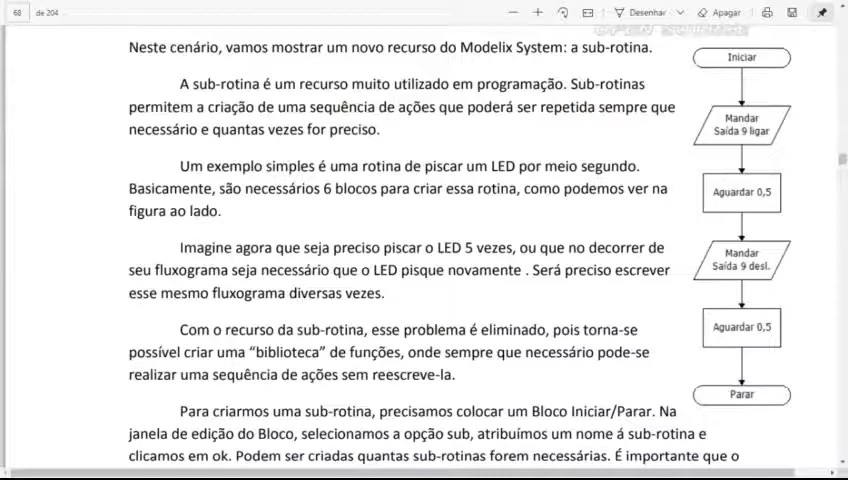 68 de 204
Desenhar
Apagar
Neste cenário, vamos mostrar um novo recurso do Modelix System: a sub-rotina.
A sub-rotina é um recurso muito utilizado em programação. Sub-rotinas
permitem a criação de uma sequência de ações que poderá ser repetida sempre que
necessário e quantas vezes for preciso.
Um exemplo simples é uma rotina de piscar um LED por meio segundo.
Basicamente, são necessários 6 blocos para criar essa rotina, como podemos ver na
figura ao lado.
Imagine agora que seja preciso piscar o LED 5 vezes, ou que no decorrer de
seu fluxograma seja necessário que o LED pisque novamente . Será preciso escrever
esse mesmo fluxograma diversas vezes.
Com o recurso da sub-rotina, esse problema é eliminado, pois torna-se
possível criar uma “biblioteca” de funções, onde sempre que necessário pode-se
realizar uma sequência de ações sem reescreve-la.
Para criarmos uma sub-rotina, precisamos colocar um Bloco Iniciar/Parar. Na
janela de edição do Bloco, selecionamos a opção sub, atribuímos um nome á sub-rotina e
clicamos em ok. Podem ser criadas quantas sub-rotinas forem necessárias. É importante que o
Iniciar
Mandar
Saída 9 ligar
Aguardar 0,5
Mandar
Saída 9 desl.
Aguardar 0,5
Parar